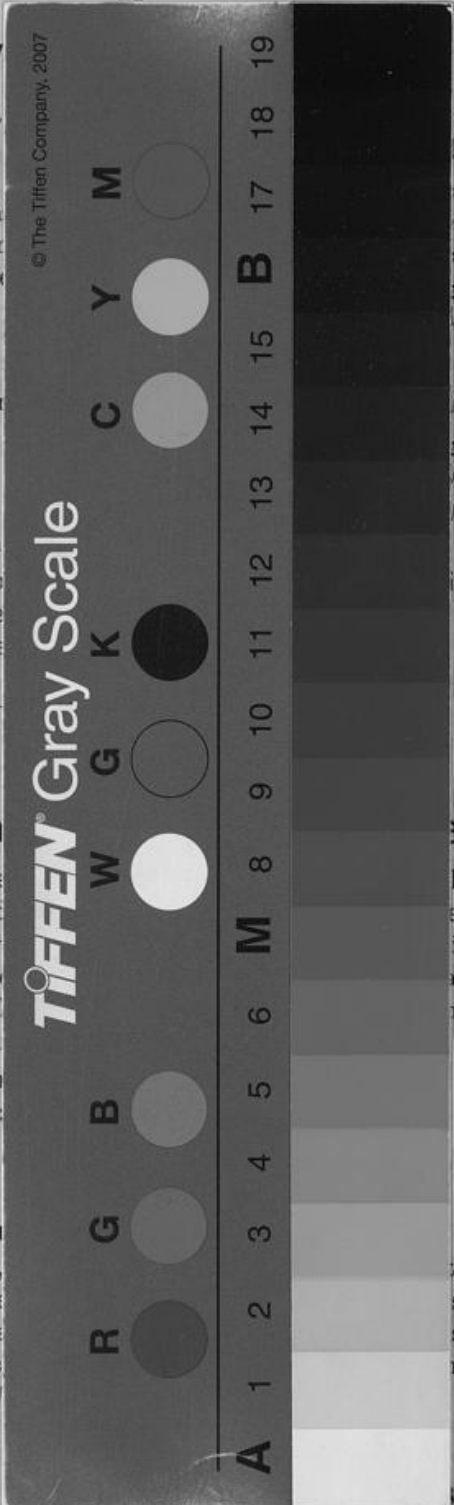 TIFFEN® Gray Scale
© The Tiffen Company, 2007
R G B W G K C Y M
A 1 2 3 4 5 6 M 8 9 10 11 12 13 14 15 B 17 18 19